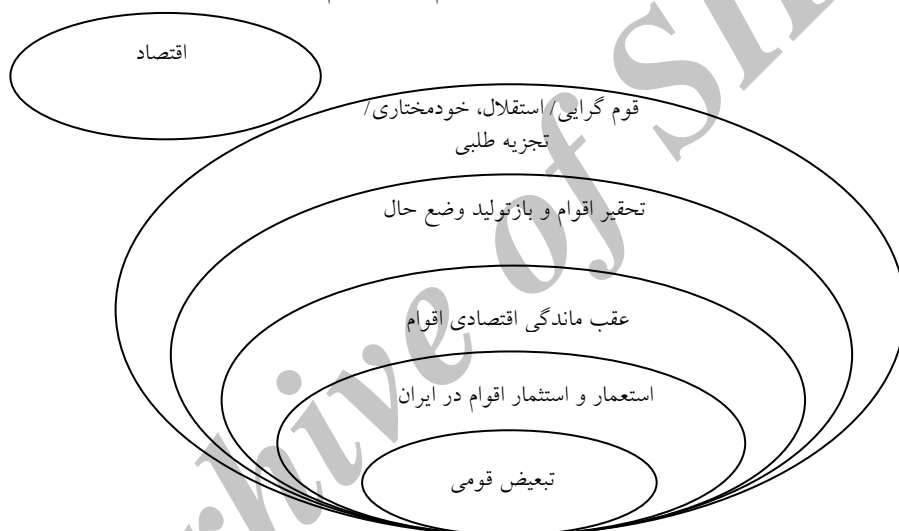 اقتصاد
قوم گرایی/ استقلال، خودمختاری/
تجزیه طلبی
تحقیر اقوام و بازتولید وضع حال
عقب ماندگی اقتصادی اقوام
استعمار و استثمار اقوام در ایران
تبعیض قومی